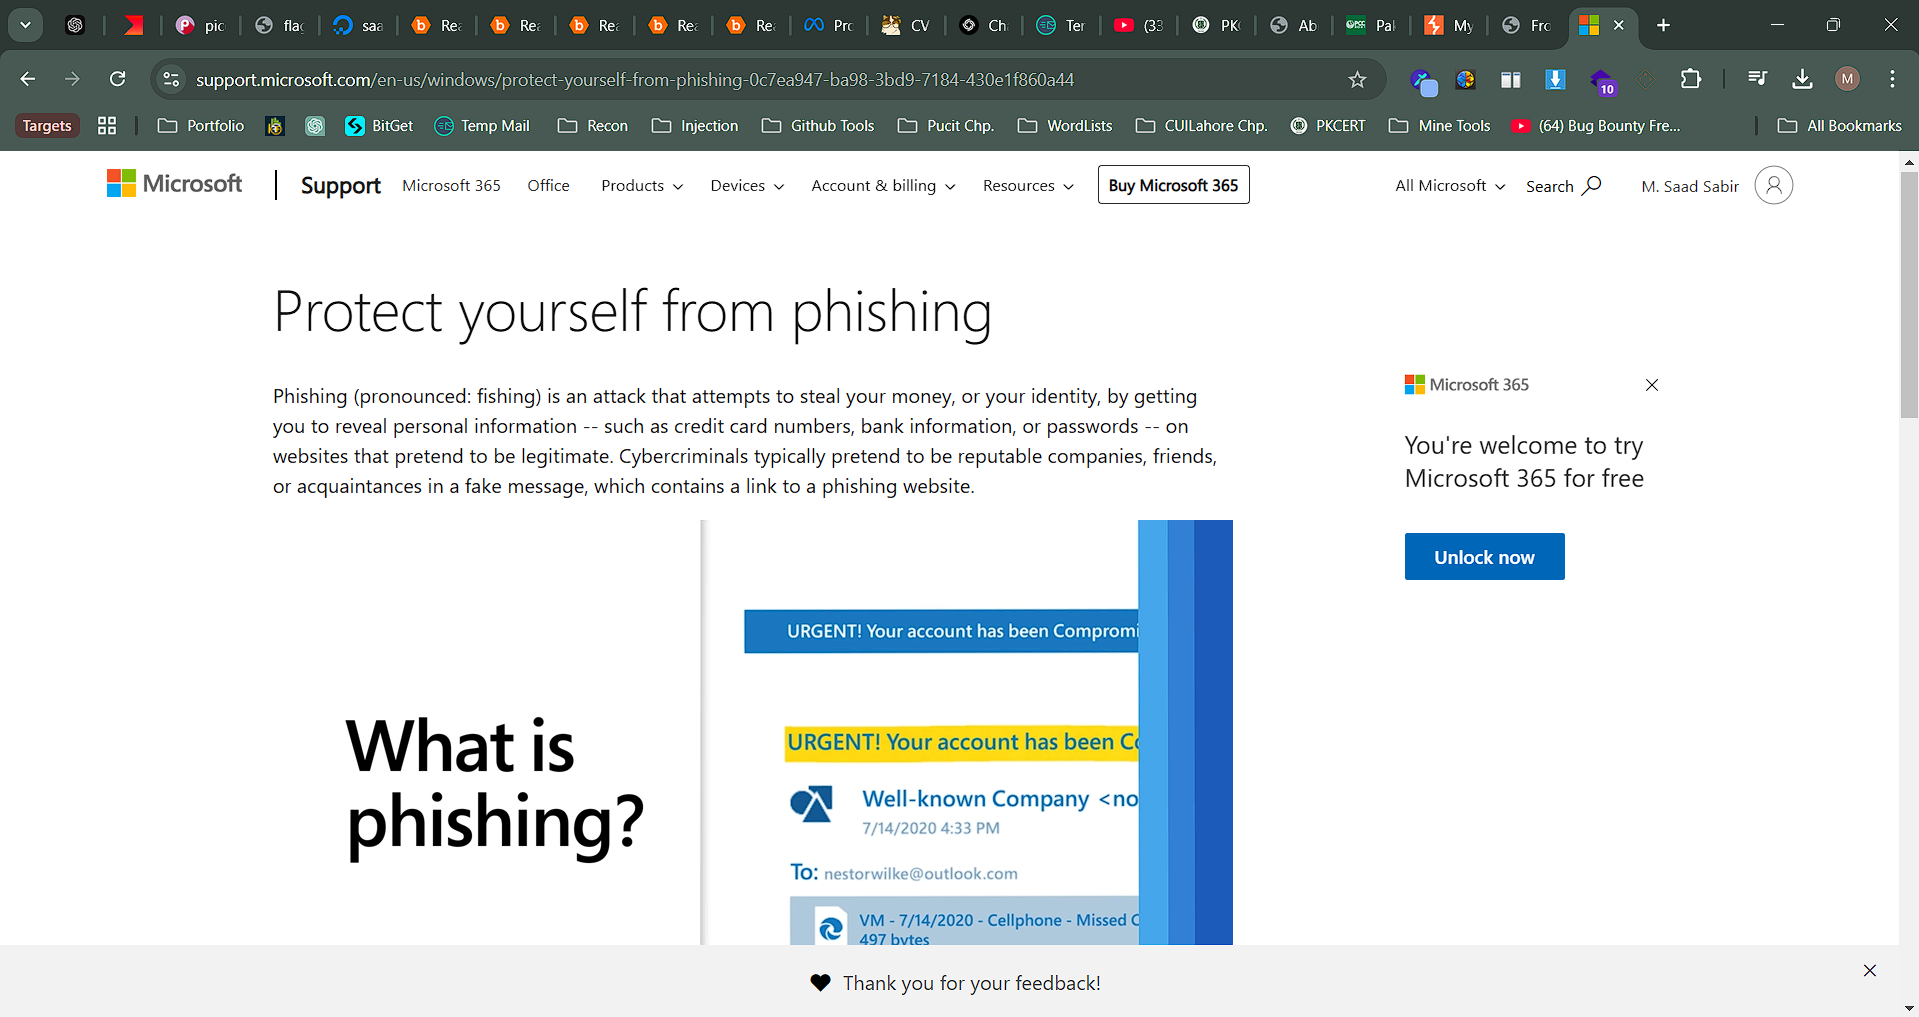 pic
flag
saa
Rea
Rea
Rea
Rea
Rea
Pro
CV
Ch
Ter
(33
PK
Ab
Pak
My
Fro
support.microsoft.com/en-us/windows/protect-yourself-from-phishing-0c7ea947-ba98-3bd9-7184-430e1f860a44
10
M
Targets
Portfolio
BitGet
Temp Mail
Recon
Injection
Github Tools
Pucit Chp.
WordLists
CUILahore Chp.
PKCERT
Mine Tools
(64) Bug Bounty Fre...
All Bookmarks
Microsoft
Support
Microsoft 365
Office
Products
Devices
Account & billing
Resources
Buy Microsoft 365
All Microsoft
Search
M. Saad Sabir
Protect yourself from phishing
Phishing (pronounced: fishing) is an attack that attempts to steal your money, or your identity, by getting
you to reveal personal information -- such as credit card numbers, bank information, or passwords -- on
websites that pretend to be legitimate. Cybercriminals typically pretend to be reputable companies, friends,
or acquaintances in a fake message, which contains a link to a phishing website.
Microsoft 365
You're welcome to try
Microsoft 365 for free
Unlock now
What is
phishing?
URGENT! Your account has been Compromi
URGENT! Your account has been Co
Well-known Company <no
7/14/2020 4:33 PM
To: nestorwilke@outlook.com
VM - 7/14/2020 - Cellphone - Missed C
497 bytes
Thank you for your feedback!